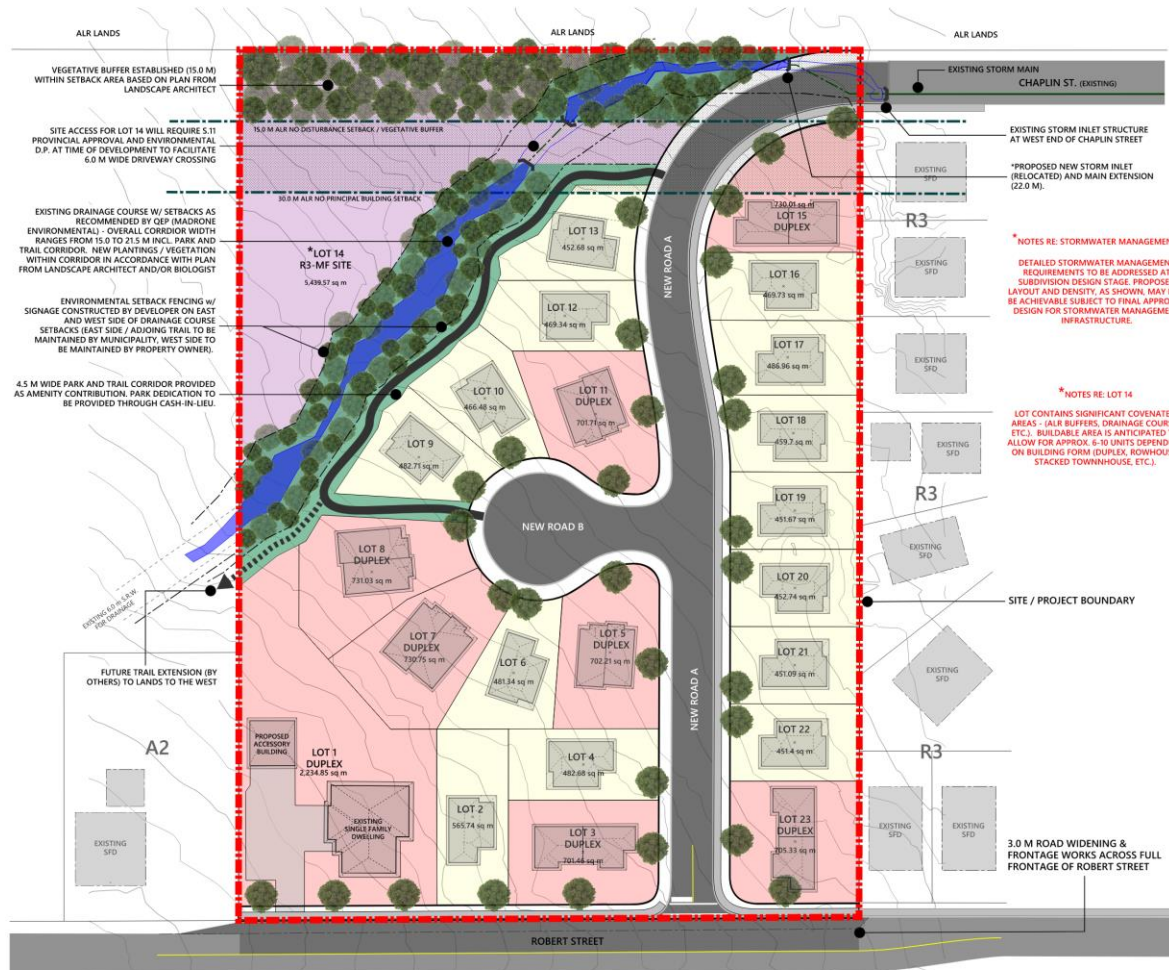 ALR LANDS
ALR LANDS
ALR LANDS
VEGETATIVE BUFFER ESTABLISHED (15.0 M)
WITHIN SETBACK AREA BASED ON PLAN FROM
LANDSCAPE ARCHITECT
SITE ACCESS FOR LOT 14 WILL REQUIRE S.11
PROVINCIAL APPROVAL AND ENVIRONMENTAL
D.P. AT TIME OF DEVELOPMENT TO FACILITATE
6.0 M WIDE DRIVEWAY CROSSING
EXISTING DRAINAGE COURSE W/ SETBACKS AS
RECOMMENDED BY QEP (MADRONE
ENVIRONMENTAL) - OVERALL CORRIDOR WIDTH
RANGES FROM 15.0 TO 21.5 M INCL. PARK AND
TRAIL CORRIDOR. NEW PLANTINGS / VEGETATION
WITHIN CORRIDOR IN ACCORDANCE WITH PLAN
FROM LANDSCAPE ARCHITECT AND/OR BIOLOGIST
ENVIRONMENTAL SETBACK FENCING w/
SIGNAGE CONSTRUCTED BY DEVELOPER ON EAST
AND WEST SIDE OF DRAINAGE COURSE
SETBACKS (EAST SIDE / ADJOING TRAIL TO BE
MAINTAINED BY MUNICIPALITY, WEST SIDE TO
BE MAINTAINED BY PROPERTY OWNER).
4.5 M WIDE PARK AND TRAIL CORRIDOR PROVIDED
AS AMENITY CONTRIBUTION. PARK DEDICATION TO
BE PROVIDED THROUGH CASH-IN-LIEU.
EXISTING 6.0 m S.R.W.
FOR DRAINAGE
FUTURE TRAIL EXTENSION (BY
OTHERS) TO LANDS TO THE WEST
A2
EXISTING
SFD
15.0 M ALR NO DISTURBANCE SETBACK / VEGETATIVE BUFFER
30.0 M ALR NO PRINCIPAL BUILDING SETBACK
*LOT 14
R3-MF SITE
5,439.57 sq m
LOT 13
452.68 sq m
LOT 12
469.34 sq m
LOT 10
466.48 sq m
LOT 11
DUPLEX
701.71 sq m
LOT 9
482.71 sq m
NEW ROAD B
LOT 8
DUPLEX
731.03 sq m
LOT 7
DUPLEX
730.75 sq m
LOT 6
481.34 sq m
LOT 5
DUPLEX
702.21 sq m
PROPOSED
ACCESSORY
BUILDING
LOT 1
DUPLEX
2,234.85 sq m
EXISTING
SINGLE FAMILY
DWELLING
LOT 4
482.68 sq m
LOT 2
565.74 sq m
LOT 3
DUPLEX
701.46 sq m
NEW ROAD A
NEW ROAD A
1,730.01 sq m
LOT 15
DUPLEX
LOT 16
469.73 sq m
LOT 17
486.96 sq m
LOT 18
459.7 sq m
LOT 19
451.67 sq m
LOT 20
452.74 sq m
LOT 21
451.09 sq m
LOT 22
451.4 sq m
LOT 23
DUPLEX
705.33 sq m
ROBERT STREET
EXISTING STORM MAIN
CHAPLIN ST. (EXISTING)
EXISTING STORM INLET STRUCTURE
AT WEST END OF CHAPLIN STREET
*PROPOSED NEW STORM INLET
(RELOCATED) AND MAIN EXTENSION
(22.0 M).
EXISTING
SFD
R3
EXISTING
SFD
EXISTING
SFD
*NOTES RE: STORMWATER MANAGEMEN
DETAILED STORMWATER MANAGEMEN
REQUIREMENTS TO BE ADDRESSED AT
SUBDIVISION DESIGN STAGE. PROPOSE
LAYOUT AND DENSITY, AS SHOWN, MAY
BE ACHIEVABLE SUBJECT TO FINAL APPRO
DESIGN FOR STORMWATER MANAGEME
INFRASTRUCTURE.
*NOTES RE: LOT 14
LOT CONTAINS SIGNIFICANT COVENATE
AREAS - (ALR BUFFERS, DRAINAGE COUR
ETC.). BUILDABLE AREA IS ANTICIPATED
ALLOW FOR APPROX. 6-10 UNITS DEPEND
ON BUILDING FORM (DUPLEX, ROWHOUS
STACKED TOWNNHOUSE, ETC.).
EXISTING
SFD
R3
EXISTING
SFD
SITE / PROJECT BOUNDARY
EXISTING
SFD
R3
EXISTING
SFD
EXISTING
SFD
3.0 M ROAD WIDENING &
FRONTAGE WORKS ACROSS FULL
FRONTAGE OF ROBERT STREET